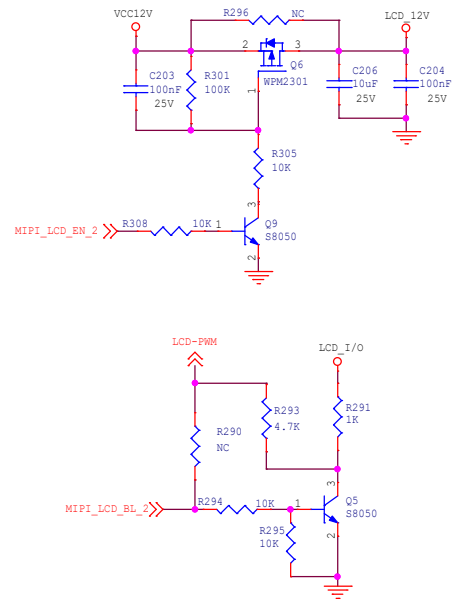 R296 NC
VCC12V
LCD_12V
2 3
C203
100nF
25V
R301
100K
Q6
WPM2301
1
C206
10uF
25V
C204
100nF
25V
R305
10K
3
MIPI_LCD_EN_2
R308 10K 1
Q9
S8050
2
LCD-PWM
LCD_I/O
R293
4.7K
R291
1K
R290
NC
3
MIPI_LCD_BL_2
R294 10K 1
Q5
S8050
R295
10K
2